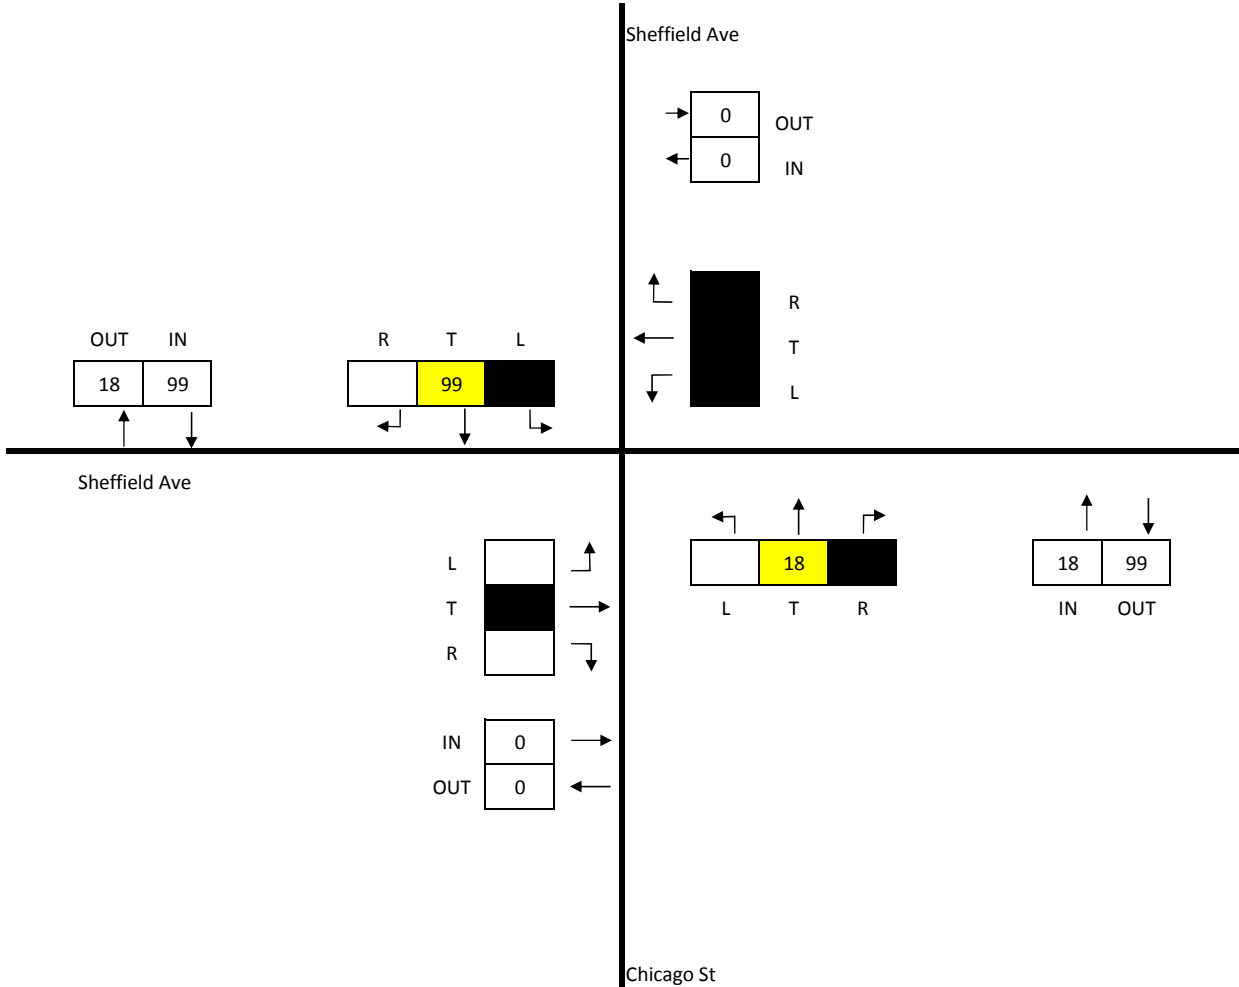 Sheffield Ave
0
OUT
0
IN
R
T
L
OUT IN
18 99
R T L
99
Sheffield Ave
L
T
R
18
L T R
18 99
IN OUT
IN 0
OUT 0
Chicago St